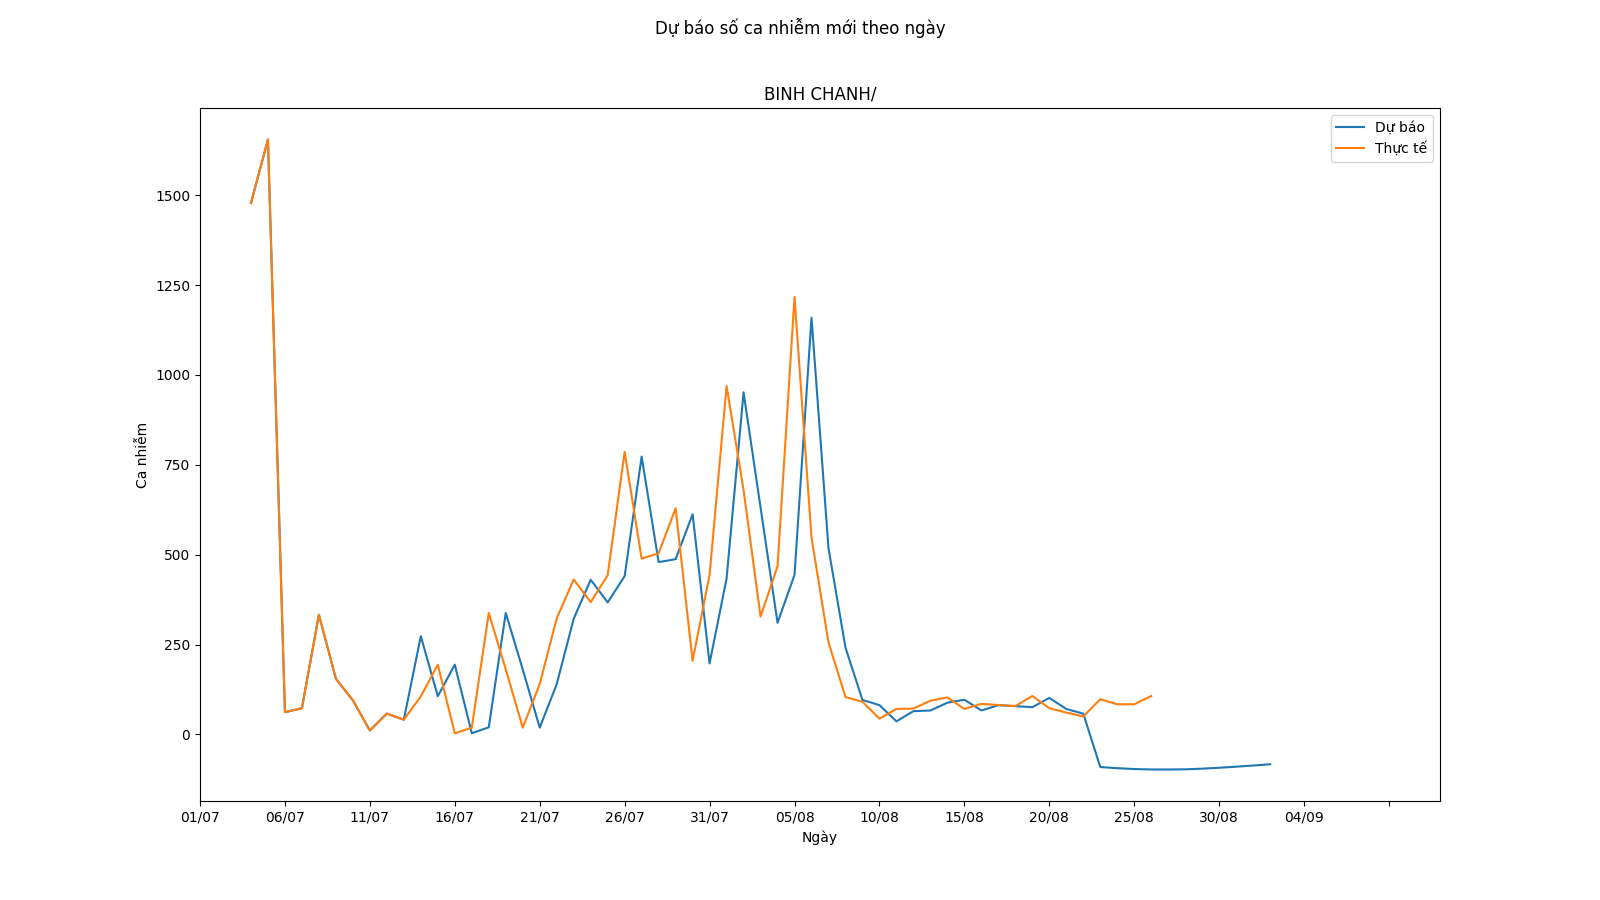 Dự báo số ca nhiễm mới theo ngày
BINH CHANH/
Dự báo
Thực tế
1500
1250
1000
750
500
250
0
Ca nhiễm
01/07 06/07 11/07 16/07 21/07 26/07 31/07 05/08 10/08 15/08 20/08 25/08 30/08 04/09
Ngày